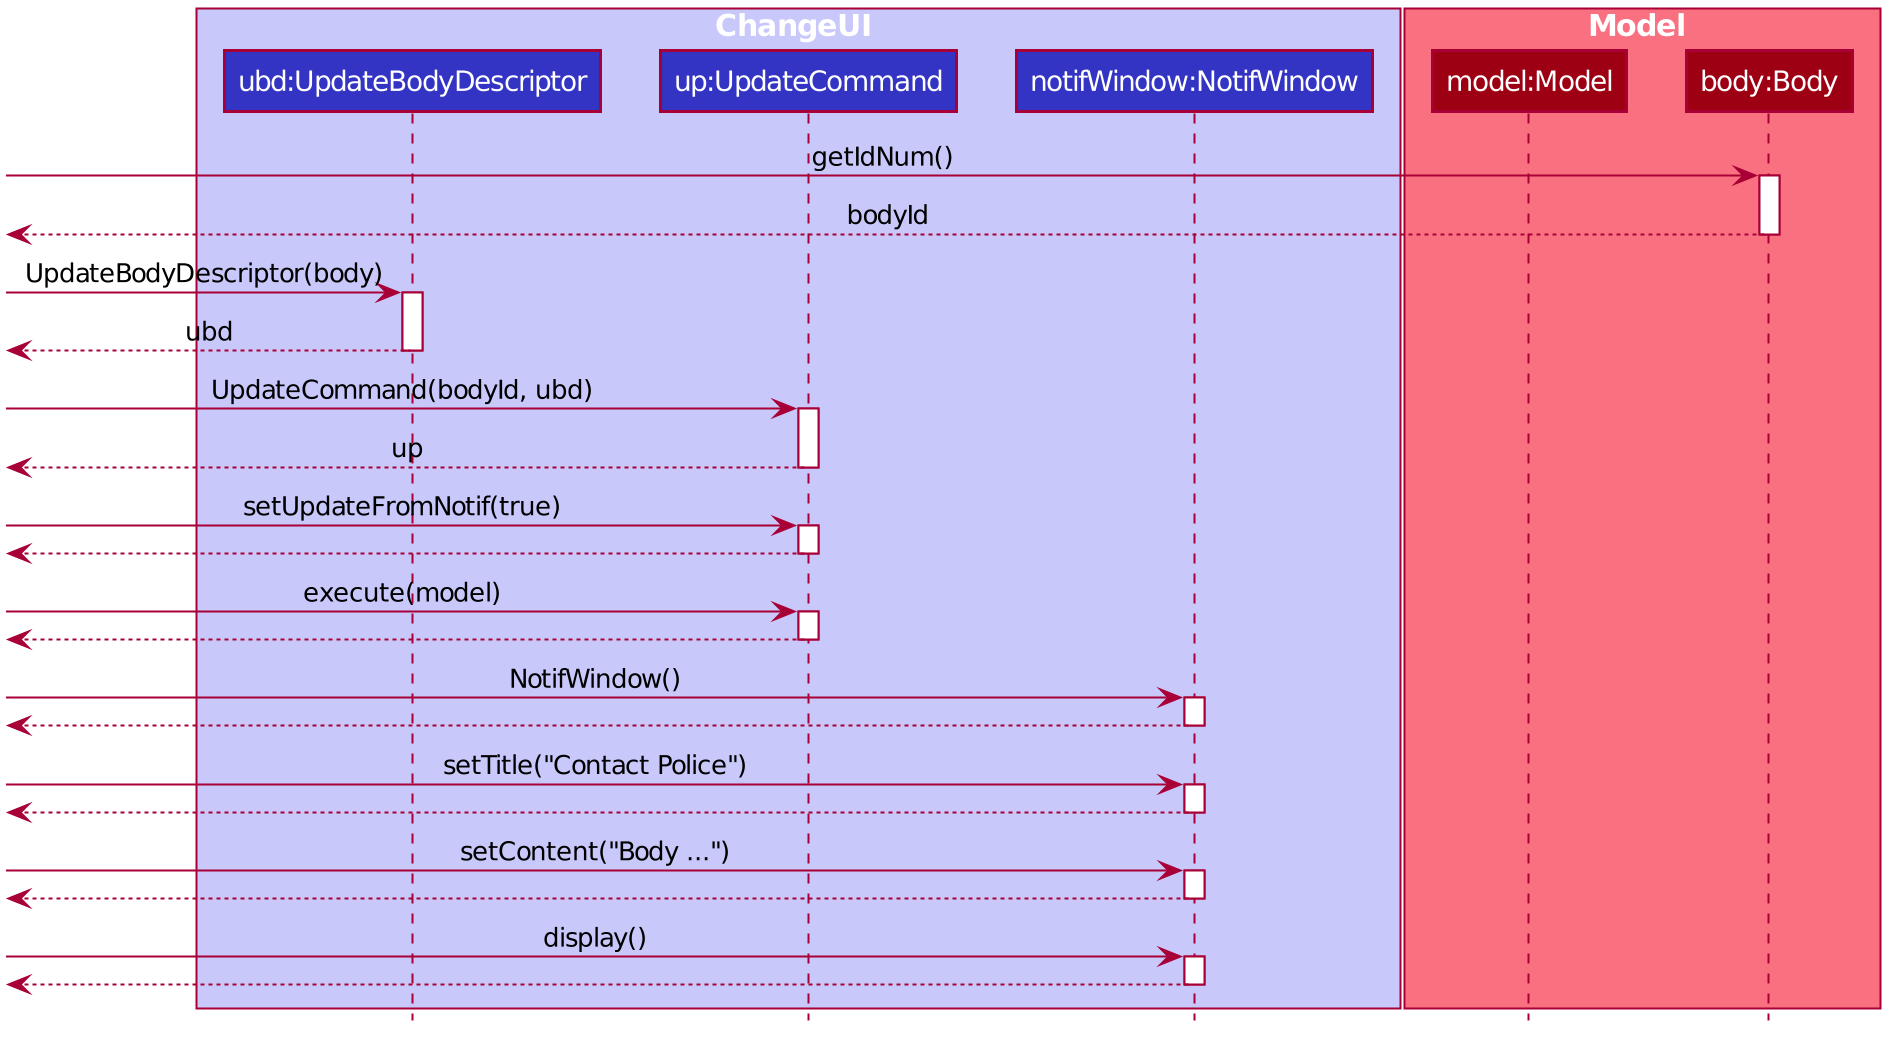 ChangeUI
Model
ubd:UpdateBodyDescriptor
up:UpdateCommand
notifWindow:NotifWindow
model:Model
body:Body
getIdNum()
bodyId
UpdateBodyDescriptor(body)
ubd
UpdateCommand(bodyId, ubd)
up
setUpdateFromNotif(true)
execute(model)
NotifWindow()
setTitle("Contact Police")
setContent("Body ...")
display()